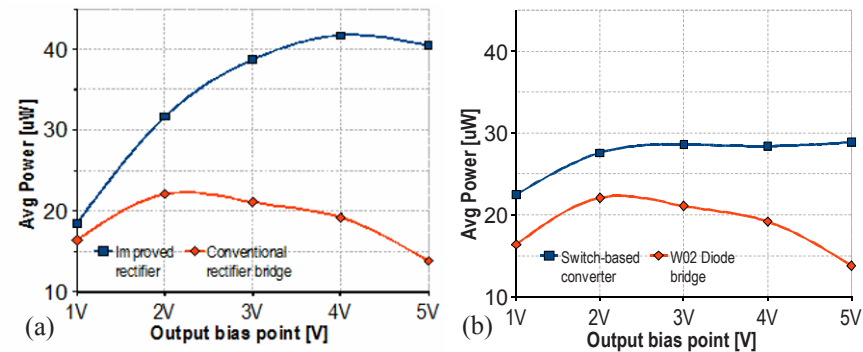 40
30
20
10
Avg Power [uW]
Improved
rectifier
Conventional
rectifier bridge
1V 2V 3V 4V 5V
Output bias point [V]
(a)
40
30
20
10
Avg Power [uW]
Switch-based
converter
W02 Diode
bridge
1V 2V 3V 4V 5V
Output bias point [V]
(b)